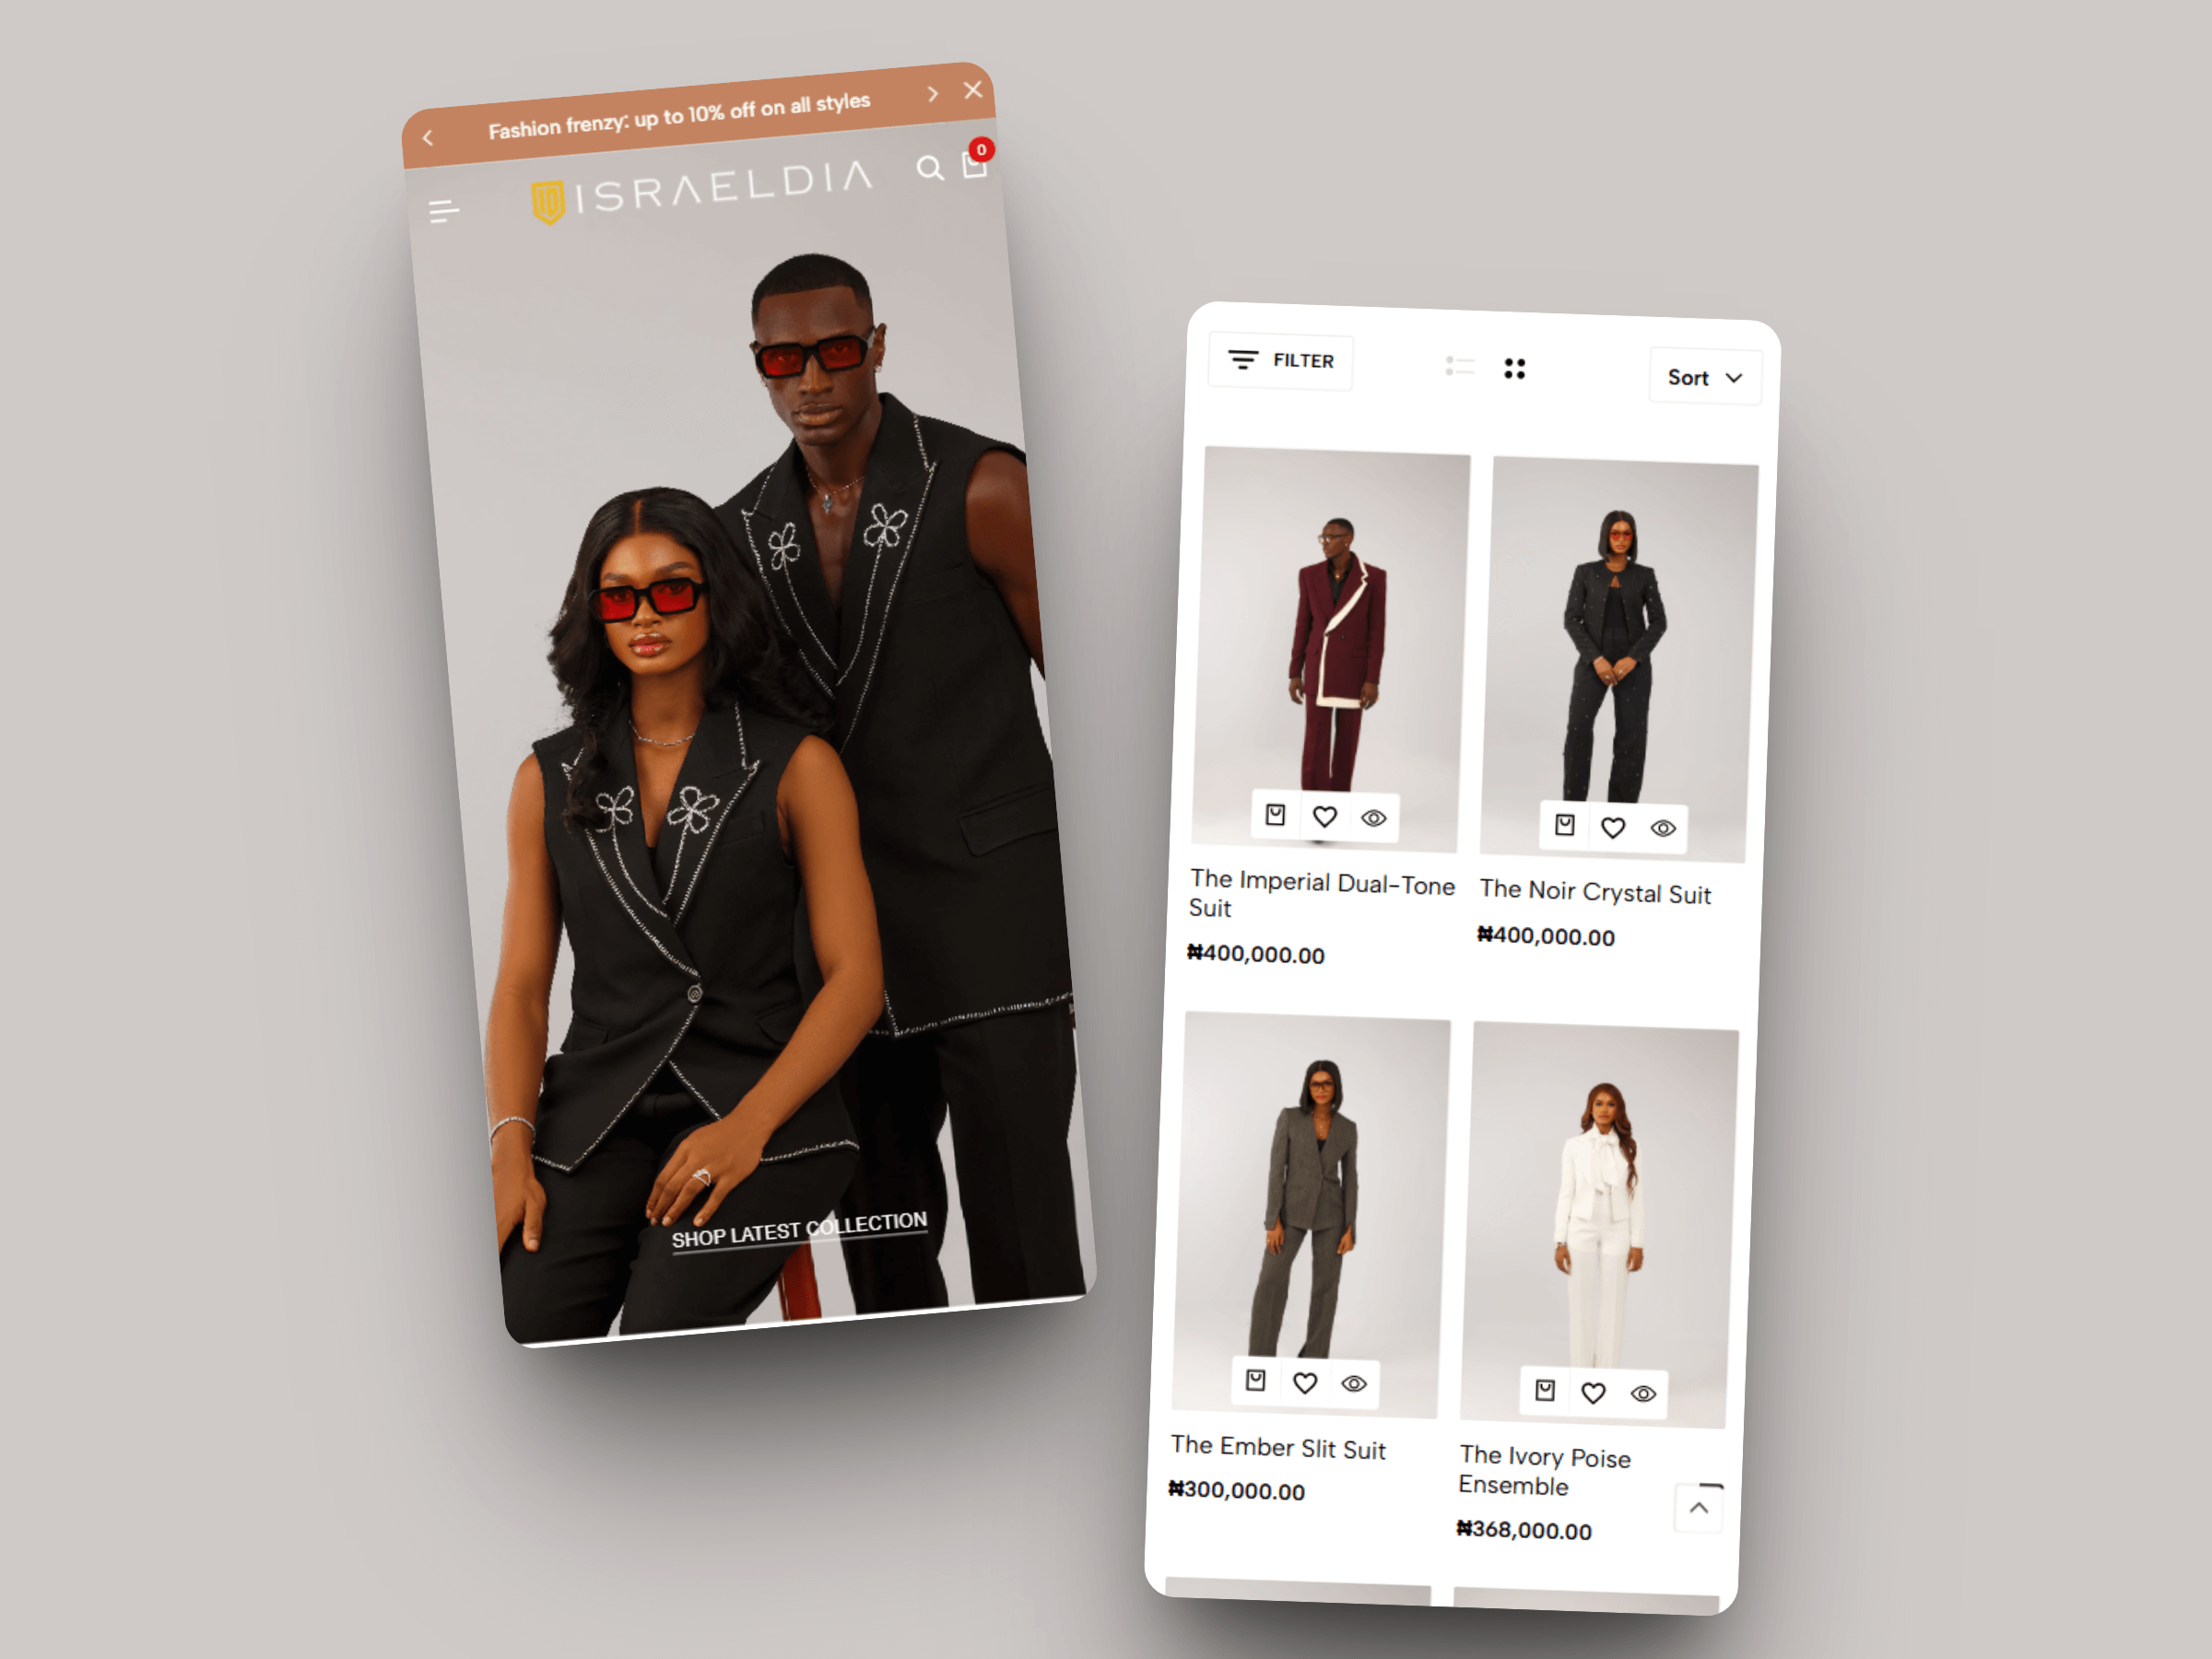 Fashion frenzy: up to 10% off on all styles
0
ISRAELDIA
SHOP LATEST COLLECTION
FILTER
Sort
The Imperial Dual-Tone
Suit
₦400,000.00
The Noir Crystal Suit
₦400,000.00
The Ember Slit Suit
₦300,000.00
The Ivory Poise
Ensemble
₦368,000.00